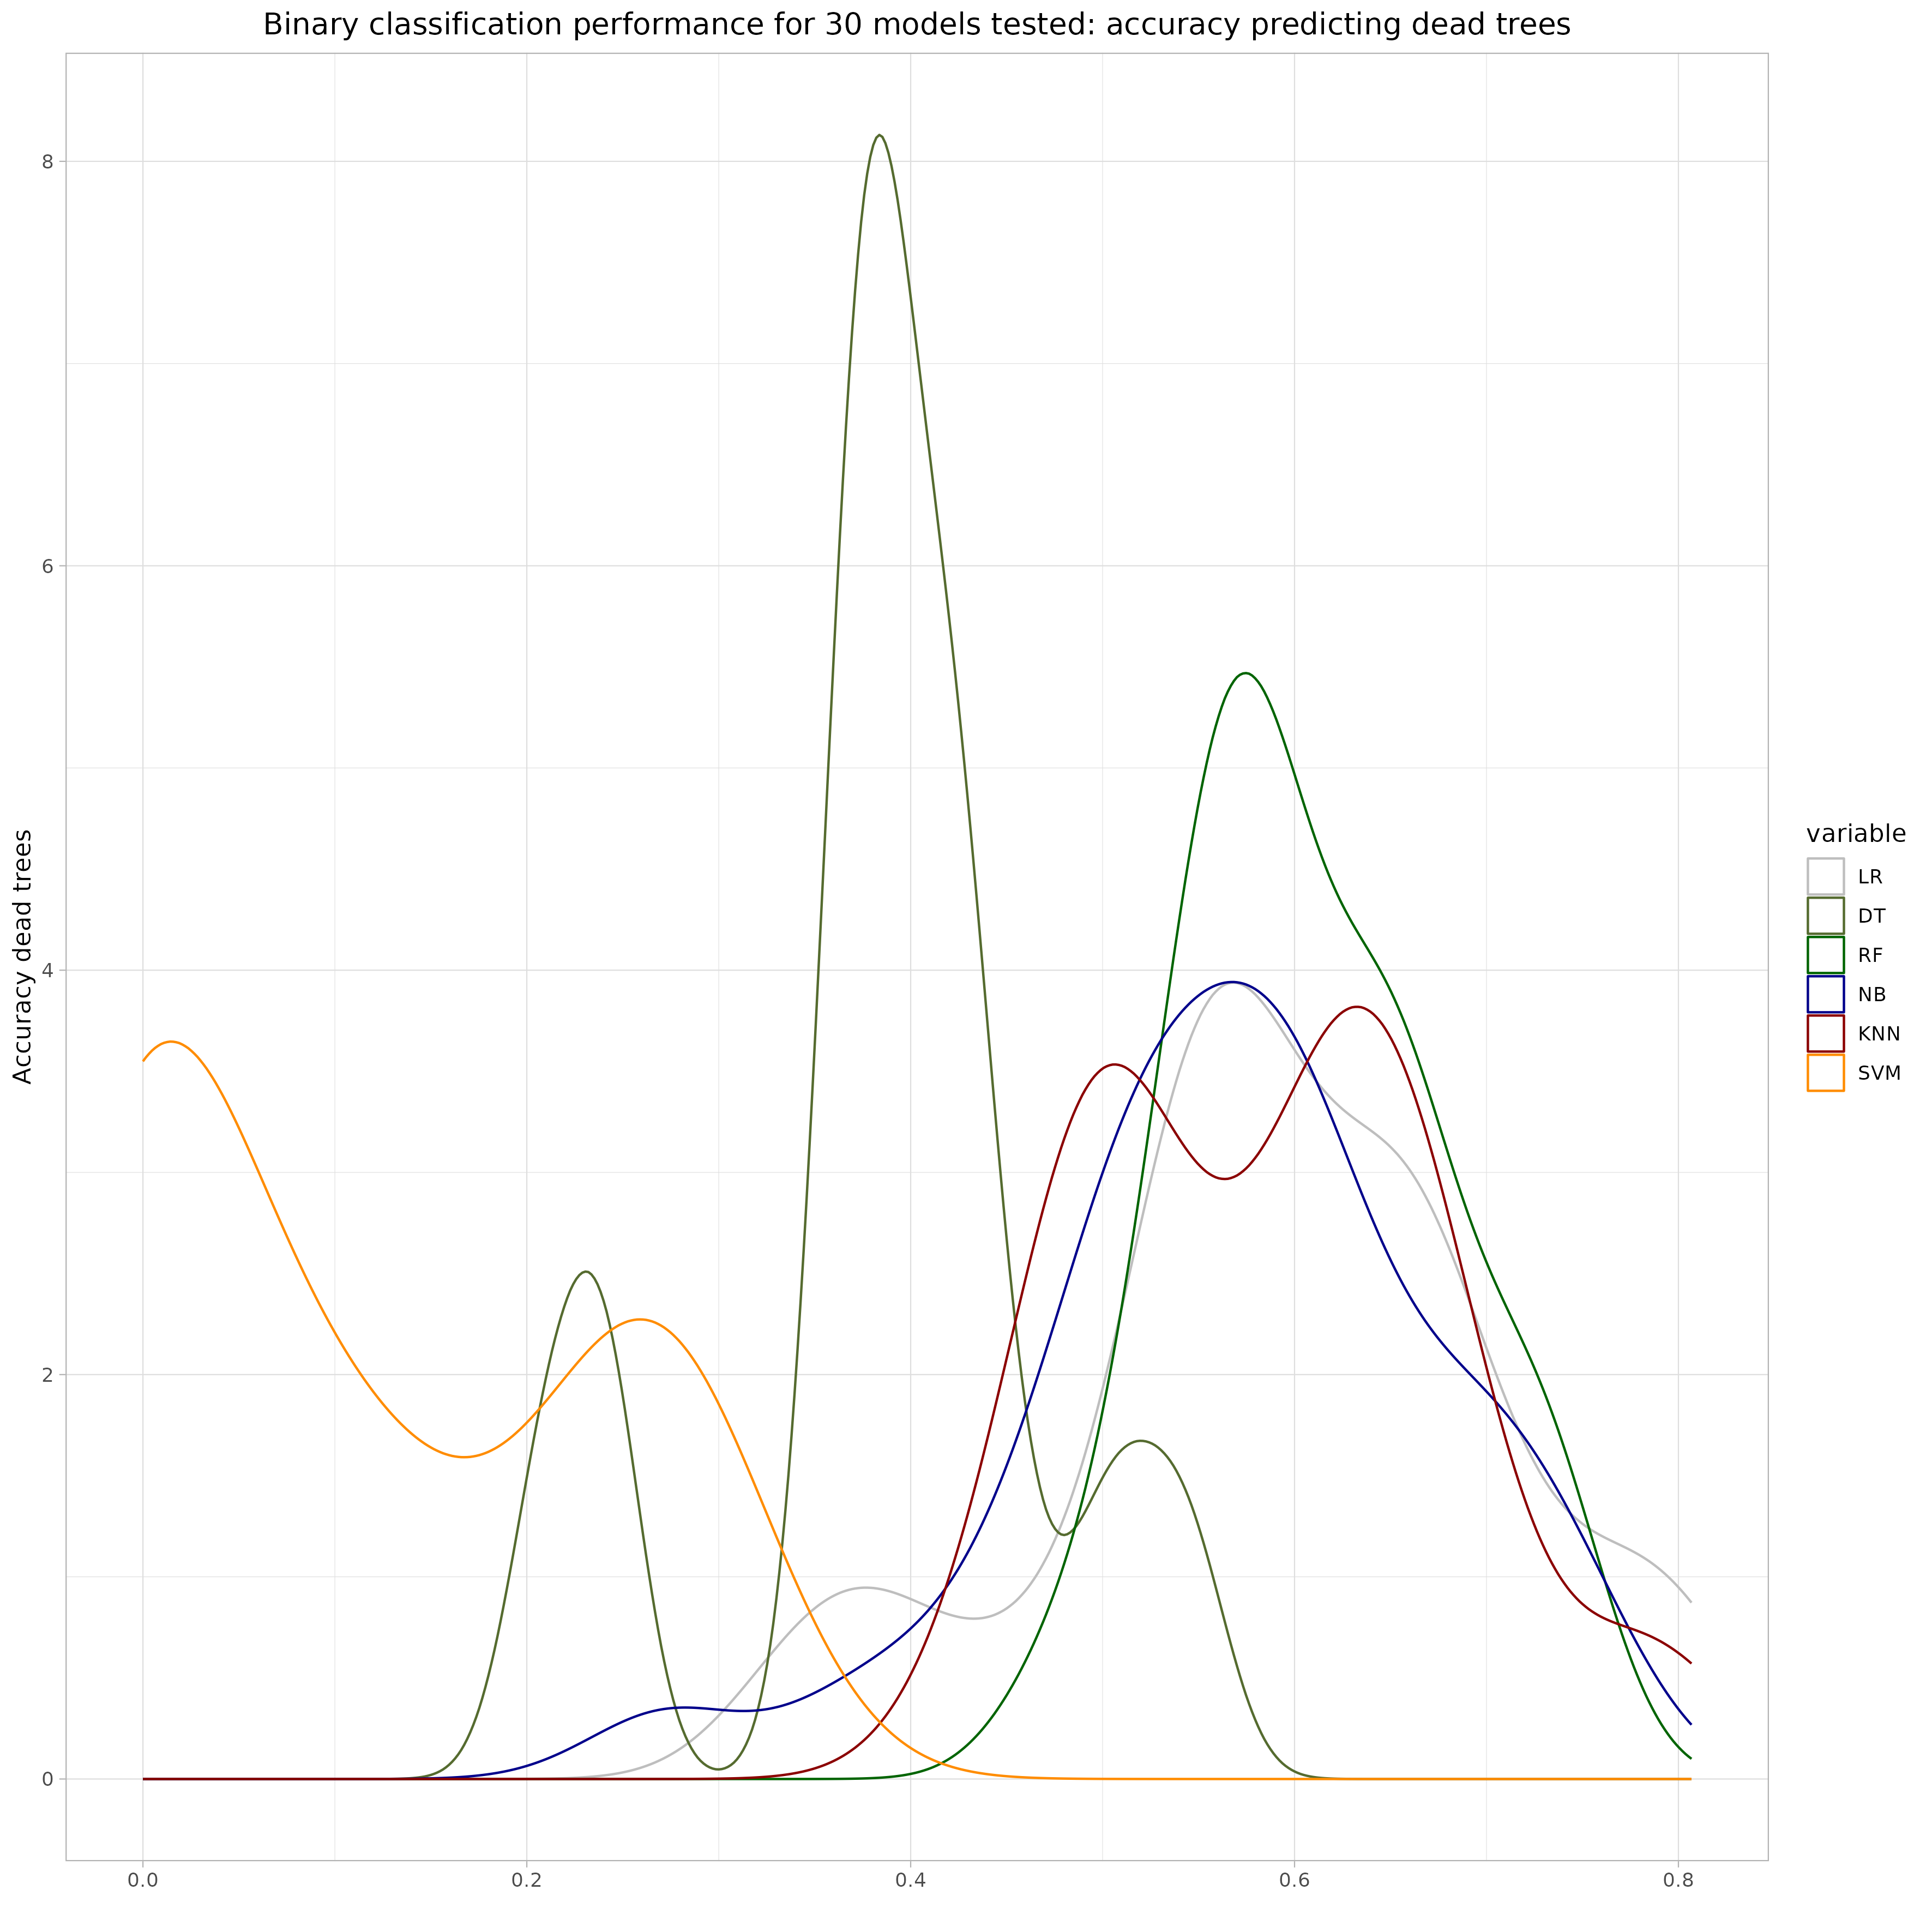 Binary classification performance for 30 models tested: accuracy predicting dead trees
8
6
4
2
0
Accuracy dead trees
0.0 0.2 0.4 0.6 0.8
variable
LR
DT
RF
NB
KNN
SVM